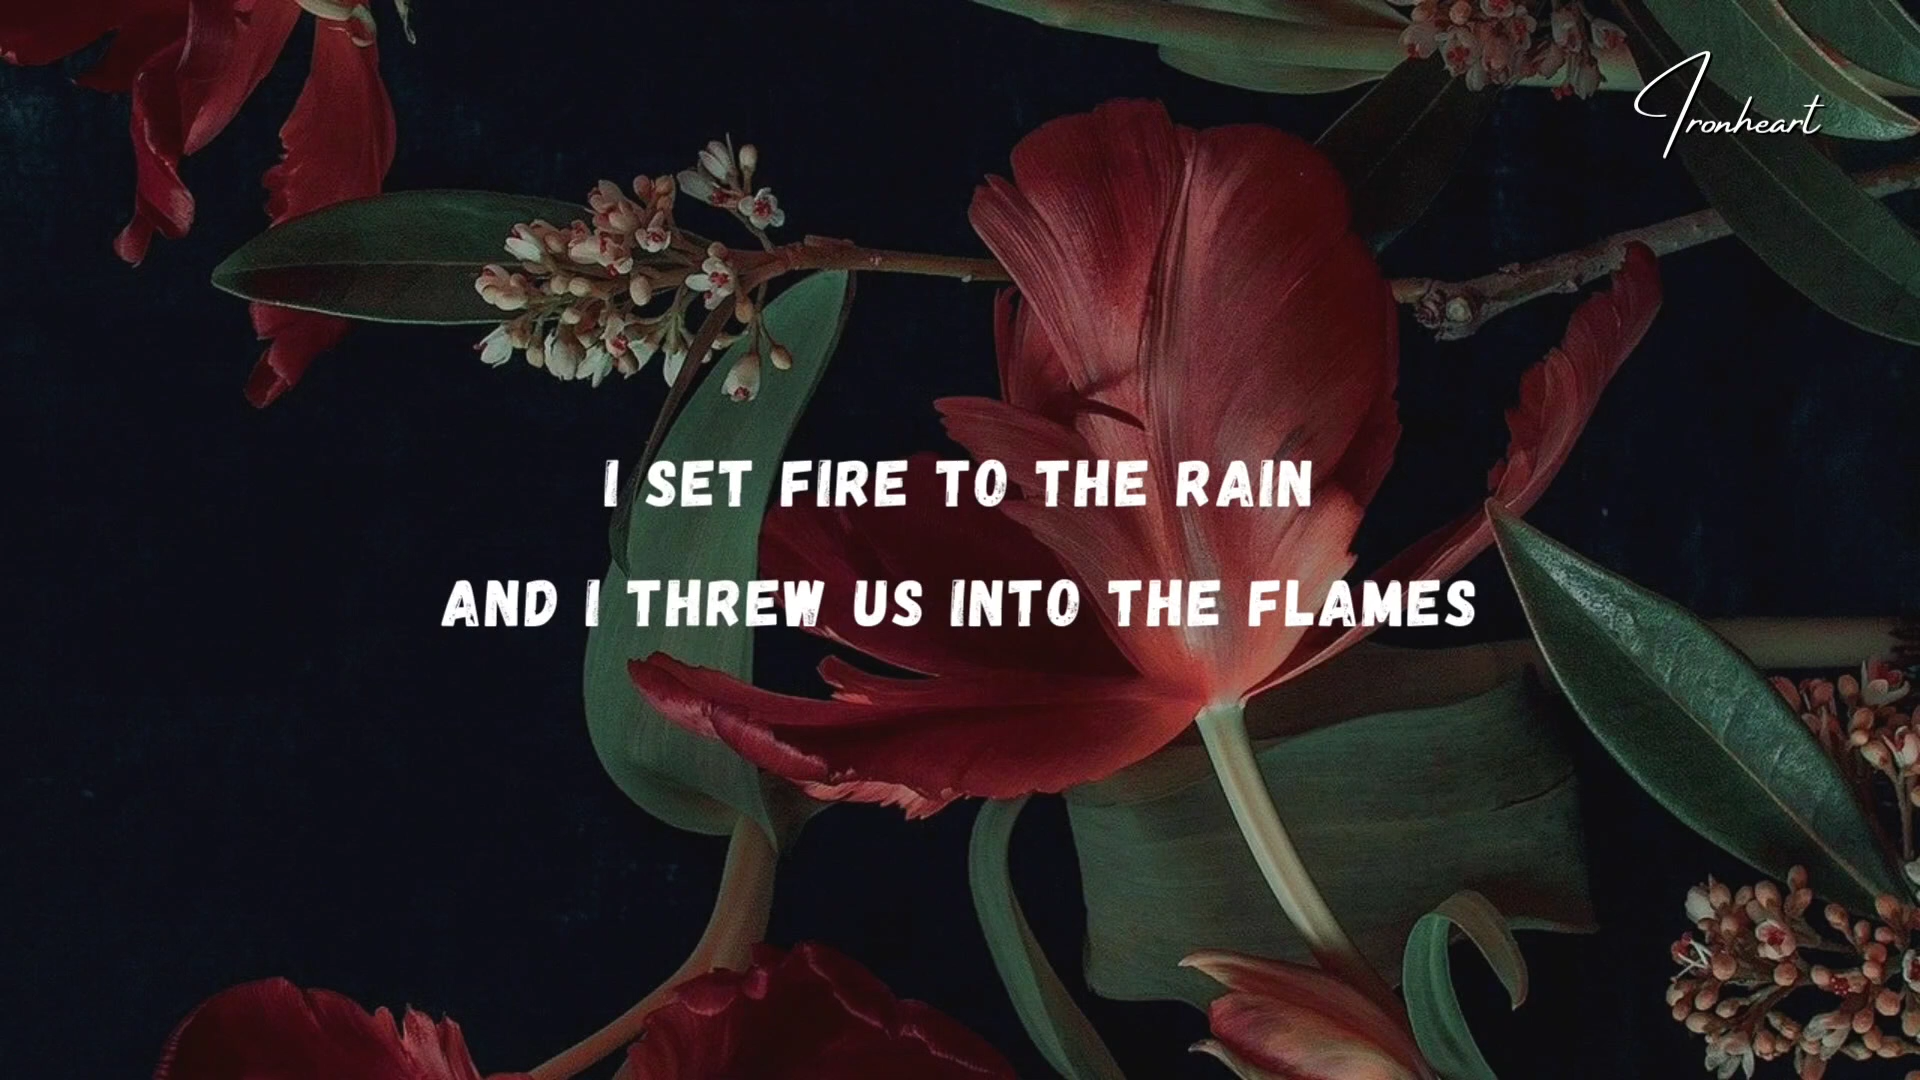 Ironheart
I SET FIRE TO THE RAIN
AND I THREW US INTO THE FLAMES